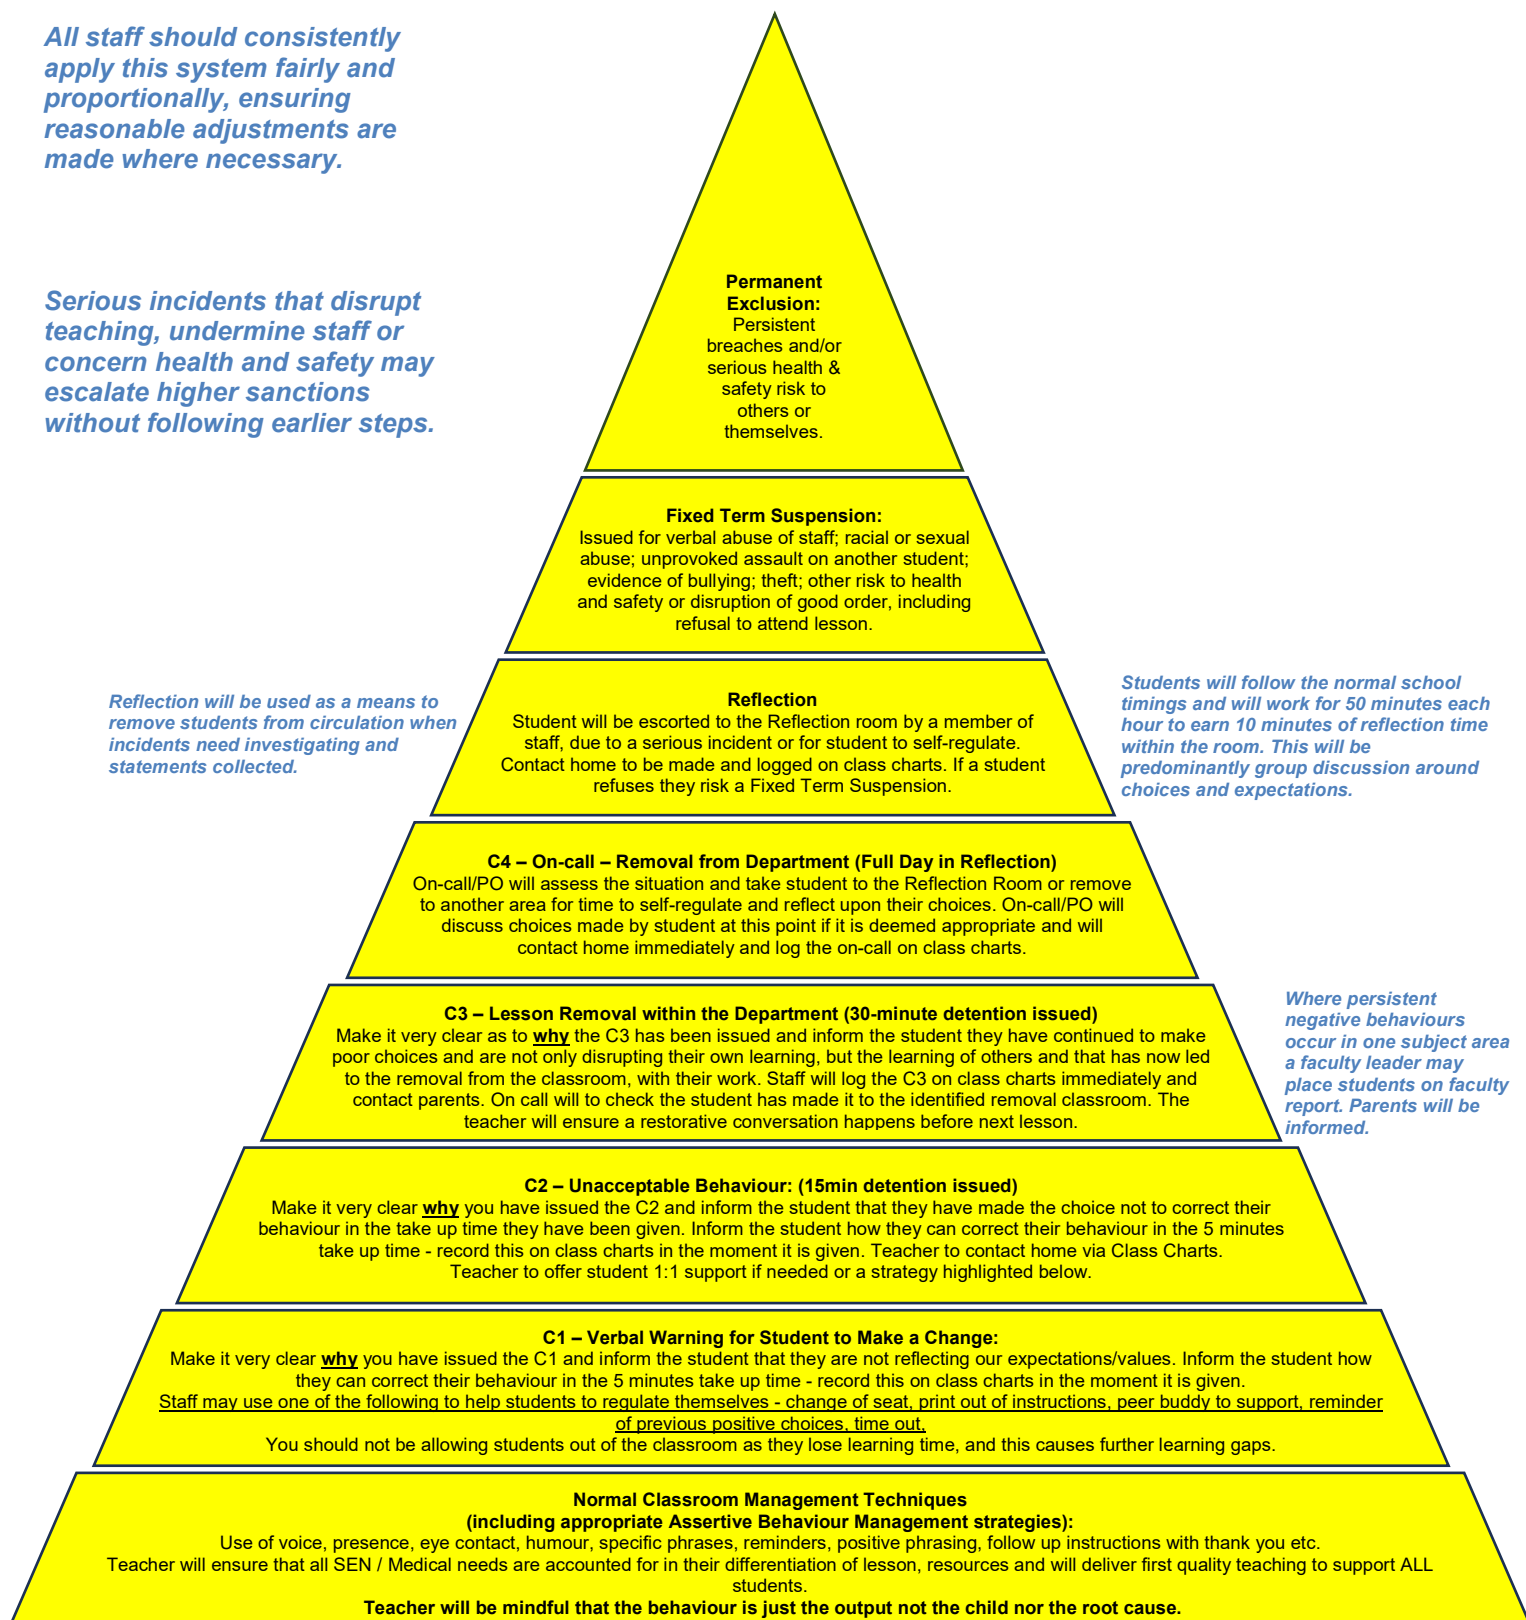 All staff should consistently
apply this system fairly and
proportionally, ensuring
reasonable adjustments are
made where necessary.
Serious incidents that disrupt
teaching, undermine staff or
concern health and safety may
escalate higher sanctions
without following earlier steps.
Permanent
Exclusion:
Persistent
breaches and/or
serious health &
safety risk to
others or
themselves.
Fixed Term Suspension:
Issued for verbal abuse of staff; racial or sexual
abuse; unprovoked assault on another student;
evidence of bullying; theft; other risk to health
and safety or disruption of good order, including
refusal to attend lesson.
Reflection will be used as a means to
remove students from circulation when
incidents need investigating and
statements collected.
Reflection
Student will be escorted to the Reflection room by a member of
staff, due to a serious incident or for student to self-regulate.
Contact home to be made and logged on class charts. If a student
refuses they risk a Fixed Term Suspension.
Students will follow the normal school
timings and will work for 50 minutes each
hour to earn 10 minutes of reflection time
within the room. This will be
predominantly group discussion around
choices and expectations.
C4 – On-call – Removal from Department (Full Day in Reflection)
On-call/PO will assess the situation and take student to the Reflection Room or remove
to another area for time to self-regulate and reflect upon their choices. On-call/PO will
discuss choices made by student at this point if it is deemed appropriate and will
contact home immediately and log the on-call on class charts.
C3 – Lesson Removal within the Department (30-minute detention issued)
Make it very clear as to why the C3 has been issued and inform the student they have continued to make
poor choices and are not only disrupting their own learning, but the learning of others and that has now led
to the removal from the classroom, with their work. Staff will log the C3 on class charts immediately and
contact parents. On call will to check the student has made it to the identified removal classroom. The
teacher will ensure a restorative conversation happens before next lesson.
Where persistent
negative behaviours
occur in one subject area
a faculty leader may
place students on faculty
report. Parents will be
informed.
C2 – Unacceptable Behaviour: (15min detention issued)
Make it very clear why you have issued the C2 and inform the student that they have made the choice not to correct their
behaviour in the take up time they have been given. Inform the student how they can correct their behaviour in the 5 minutes
take up time - record this on class charts in the moment it is given. Teacher to contact home via Class Charts.
Teacher to offer student 1:1 support if needed or a strategy highlighted below.
C1 – Verbal Warning for Student to Make a Change:
Make it very clear why you have issued the C1 and inform the student that they are not reflecting our expectations/values. Inform the student how
they can correct their behaviour in the 5 minutes take up time - record this on class charts in the moment it is given.
Staff may use one of the following to help students to regulate themselves - change of seat, print out of instructions, peer buddy to support, reminder
of previous positive choices, time out,
You should not be allowing students out of the classroom as they lose learning time, and this causes further learning gaps.
Normal Classroom Management Techniques
(including appropriate Assertive Behaviour Management strategies):
Use of voice, presence, eye contact, humour, specific phrases, reminders, positive phrasing, follow up instructions with thank you etc.
Teacher will ensure that all SEN / Medical needs are accounted for in their differentiation of lesson, resources and will deliver first quality teaching to support ALL
students.
Teacher will be mindful that the behaviour is just the output not the child nor the root cause.